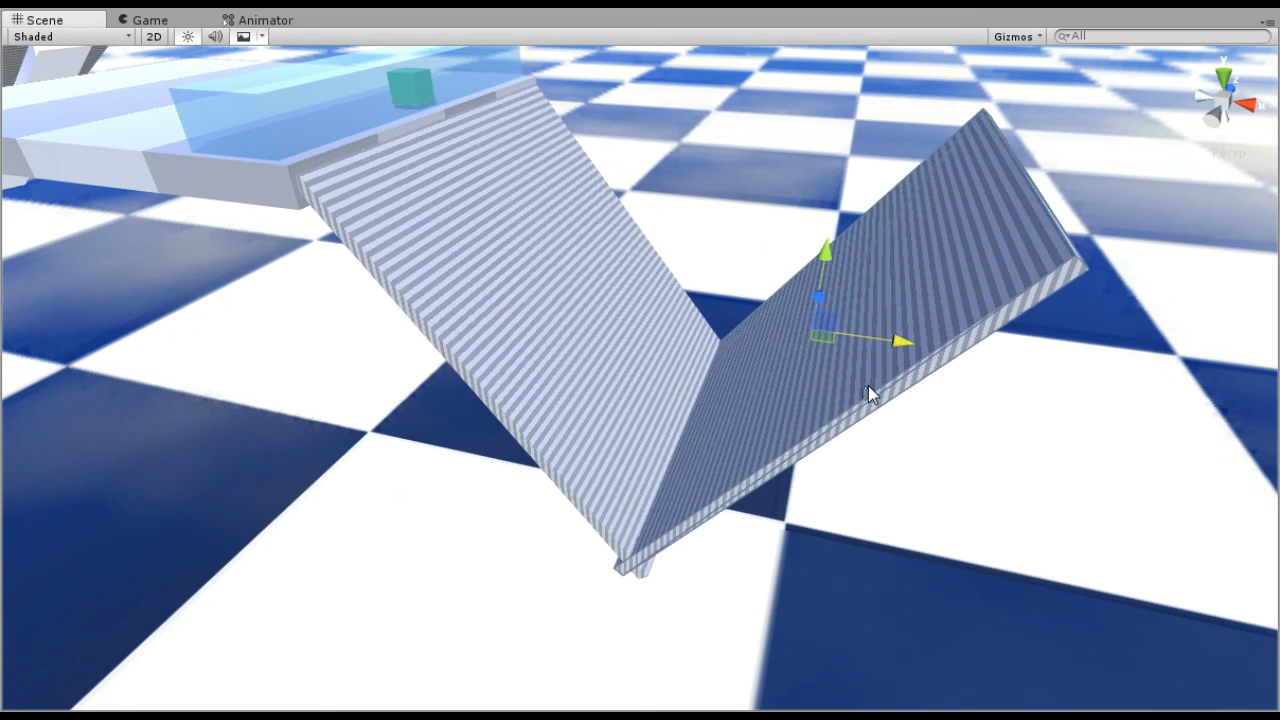 Scene Game Animator
Shaded 2D Gizmos All
y
z
x
Persp